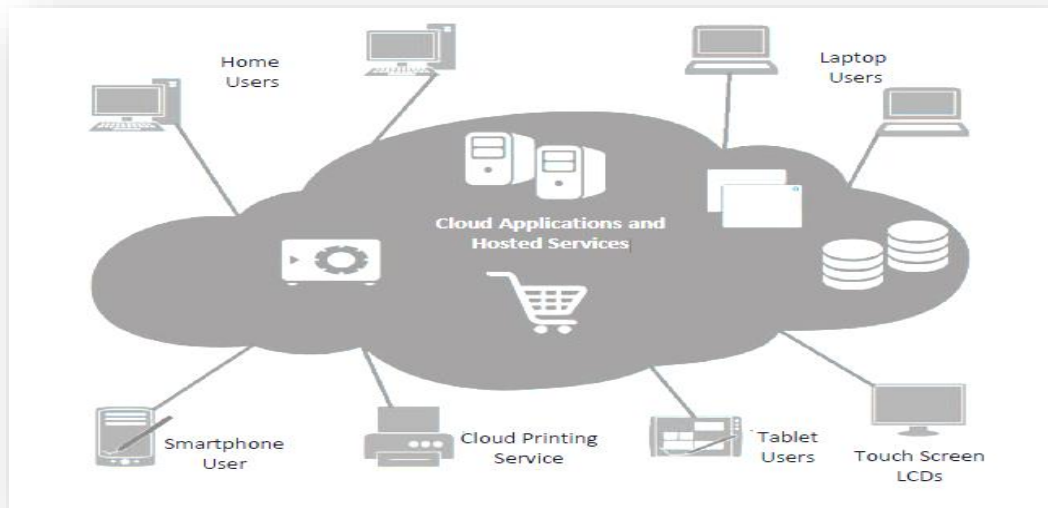 Home
Users
Laptop
Users
Cloud Applications and
Hosted Services
Smartphone
User
Cloud Printing
Service
Tablet
Users
Touch Screen
LCDs